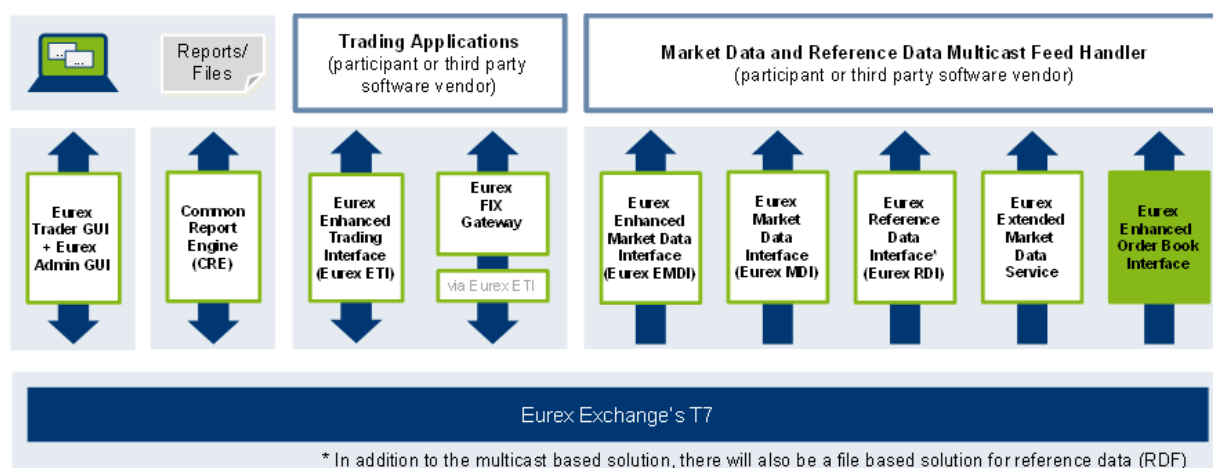 ...
...
Reports/
Files
Trading Applications
(participant or third party
software vendor)
Market Data and Reference Data Multicast Feed Handler
(participant or third party software vendor)
Eurex
Trader GUI
+ Eurex
Admin GUI
Common
Report
Engine
(CRE)
Eurex
Enhanced
Trading
Interface
(Eurex ETI)
Eurex
FIX
Gateway
via Eurex ETI
Eurex
Enhanced
Market Data
Interface
(Eurex EMDI)
Eurex
Market
Data
Interface
(Eurex MDI)
Eurex
Reference
Data
Interface*
(Eurex RDI)
Eurex
Extended
Market
Data
Service
Eurex
Enhanced
Order Book
Interface
Eurex Exchange's T7
* In addition to the multicast based solution, there will also be a file based solution for reference data (RDF)